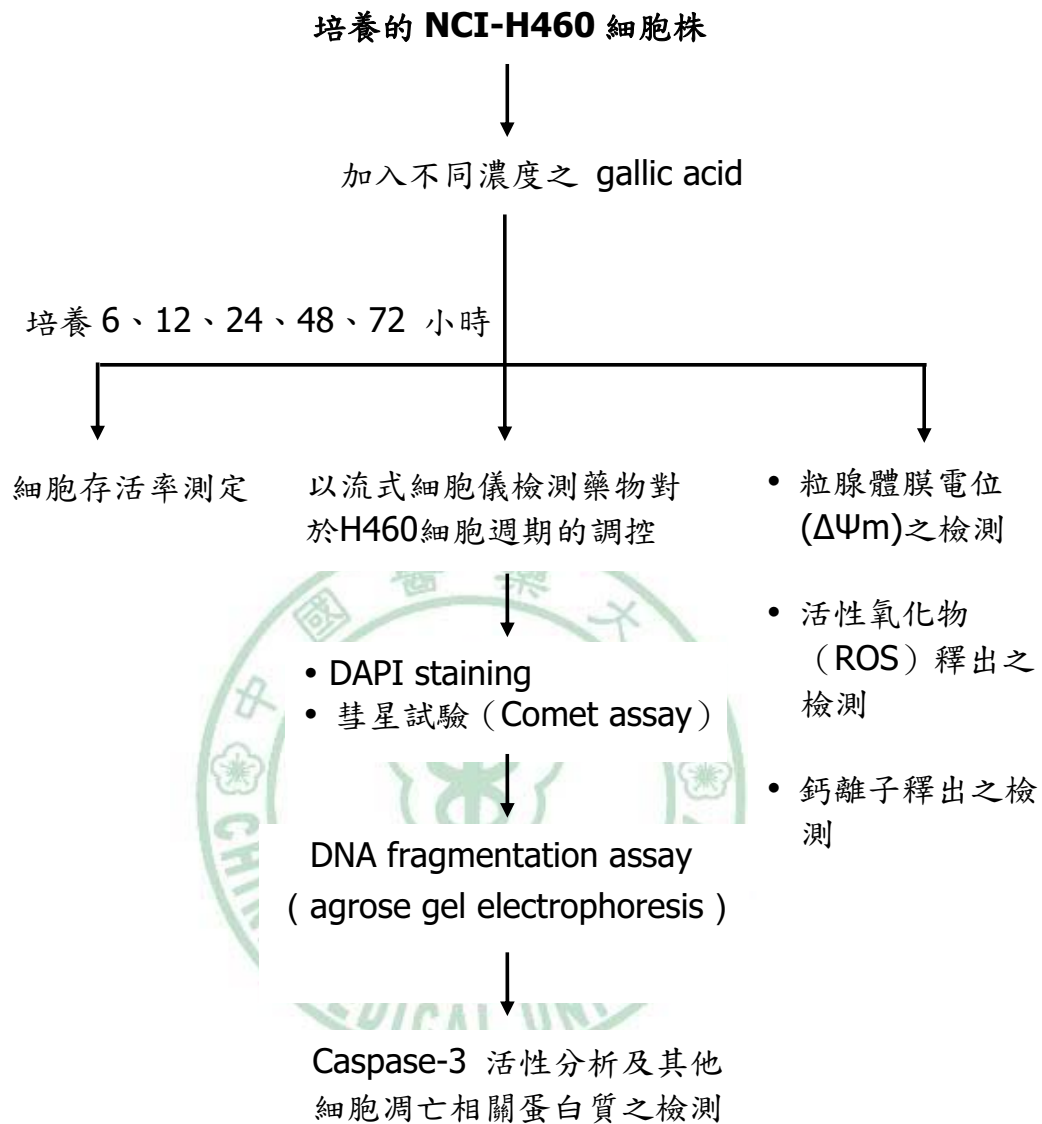 培養的 NCI-H460 細胞株
加入不同濃度之 gallic acid
培養 6、12、24、48、72 小時
細胞存活率測定
以流式細胞儀檢測藥物對
於H460細胞週期的調控
• DAPI staining
• 彗星試驗（Comet assay）
DNA fragmentation assay
( agrose gel electrophoresis )
Caspase-3 活性分析及其他
細胞凋亡相關蛋白質之檢測
• 粒腺體膜電位
(ΔΨm)之檢測
• 活性氧化物
（ROS）釋出之
檢測
• 鈣離子釋出之檢
測
中國醫藥大